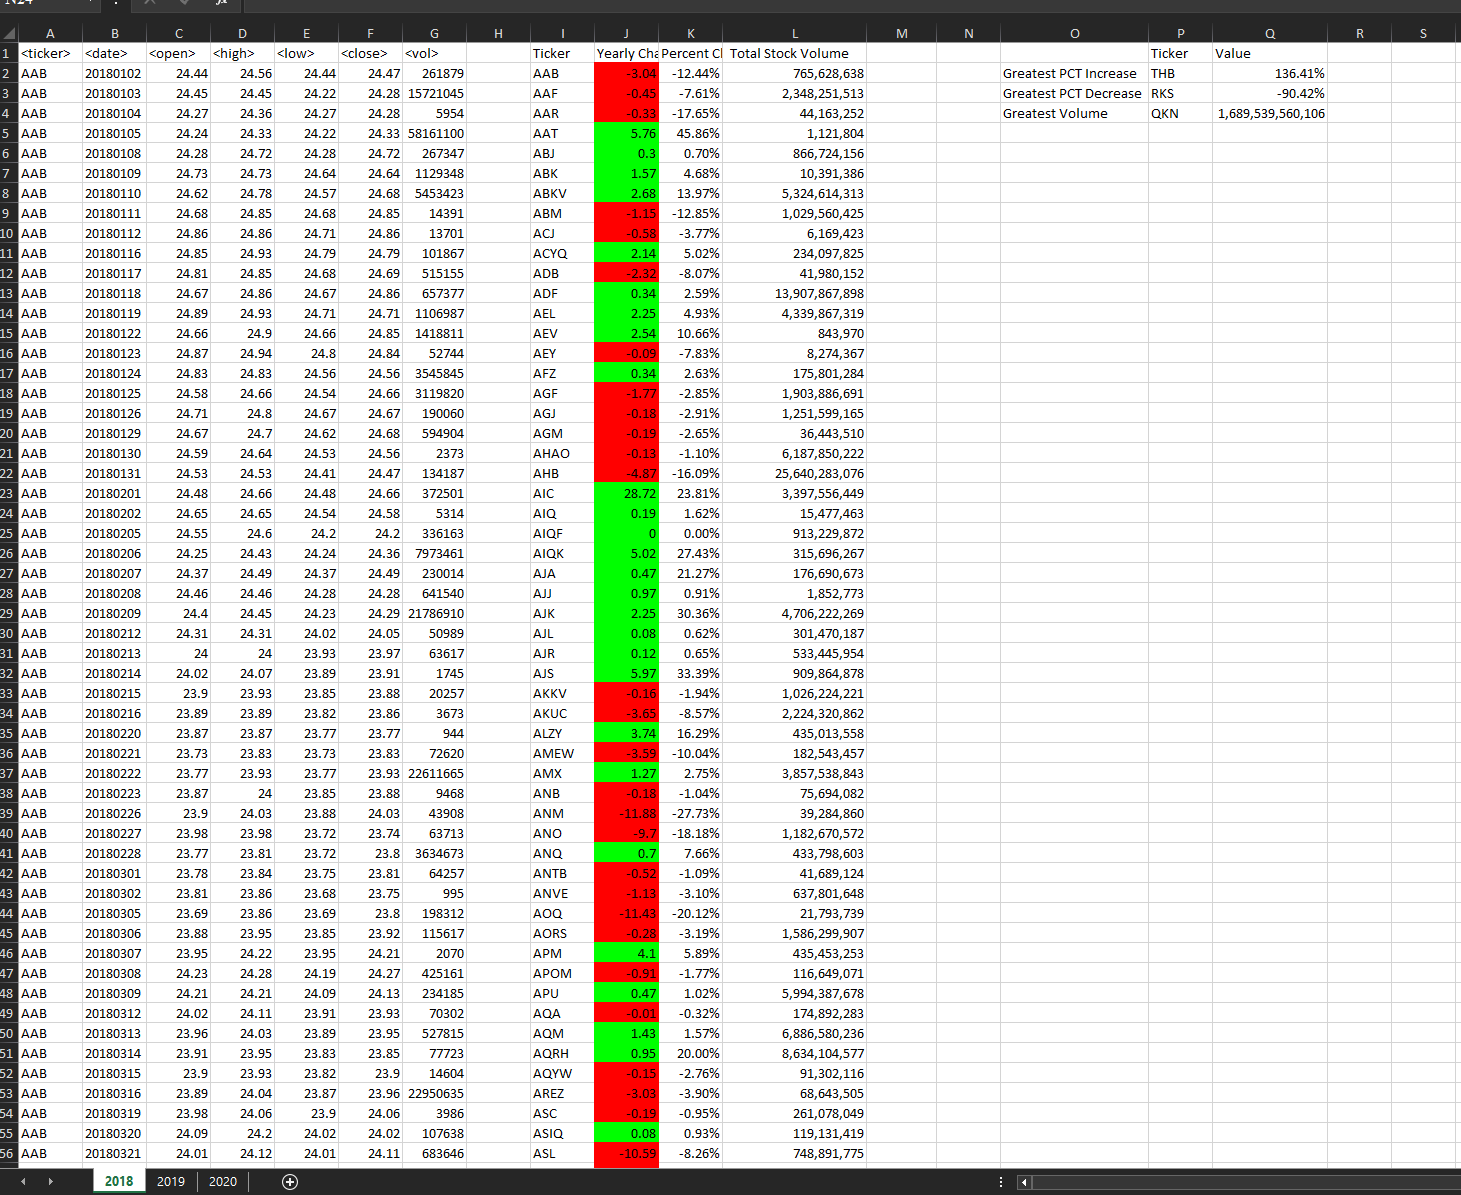 A B C D E F G H I J K L M N O P Q R S
1 <ticker> <date> <open> <high> <low> <close> <vol> Ticker Yearly Cha Percent Cl Total Stock Volume Ticker Value
2 AAB 20180102 24.44 24.56 24.44 24.47 261879 AAB -3.04 -12.44% 765,628,638 Greatest PCT Increase THB 136.41%
3 AAB 20180103 24.45 24.45 24.22 24.28 15721045 AAF -0.45 -7.61% 2,348,251,513 Greatest PCT Decrease RKS -90.42%
4 AAB 20180104 24.27 24.36 24.27 24.28 5954 AAR -0.33 -17.65% 44,163,252 Greatest Volume QKN 1,689,539,560,106
5 AAB 20180105 24.24 24.33 24.22 24.33 58161100 AAT 5.76 45.86% 1,121,804
6 AAB 20180108 24.28 24.72 24.28 24.72 267347 ABJ 0.3 0.70% 866,724,156
7 AAB 20180109 24.73 24.73 24.64 24.64 1129348 ABK 1.57 4.68% 10,391,386
8 AAB 20180110 24.62 24.78 24.57 24.68 5453423 ABKV 2.68 13.97% 5,324,614,313
9 AAB 20180111 24.68 24.85 24.68 24.85 14391 ABM -1.15 -12.85% 1,029,560,425
10 AAB 20180112 24.86 24.86 24.71 24.86 13701 ACJ -0.58 -3.77% 6,169,423
11 AAB 20180116 24.85 24.93 24.79 24.79 101867 ACYQ 2.14 5.02% 234,097,825
12 AAB 20180117 24.81 24.85 24.68 24.69 515155 ADB -2.32 -8.07% 41,980,152
13 AAB 20180118 24.67 24.86 24.67 24.86 657377 ADF 0.34 2.59% 13,907,867,898
14 AAB 20180119 24.89 24.93 24.71 24.71 1106987 AEL 2.25 4.93% 4,339,867,319
15 AAB 20180122 24.66 24.9 24.66 24.85 1418811 AEV 2.54 10.66% 843,970
16 AAB 20180123 24.87 24.94 24.8 24.84 52744 AEY -0.09 -7.83% 8,274,367
17 AAB 20180124 24.83 24.83 24.56 24.56 3545845 AFZ 0.34 2.63% 175,801,284
18 AAB 20180125 24.58 24.66 24.54 24.66 3119820 AGF -1.77 -2.85% 1,903,886,691
19 AAB 20180126 24.71 24.8 24.67 24.67 190060 AGJ -0.18 -2.91% 1,251,599,165
20 AAB 20180129 24.67 24.7 24.62 24.68 594904 AGM -0.19 -2.65% 36,443,510
21 AAB 20180130 24.59 24.64 24.53 24.56 2373 AHAO -0.13 -1.10% 6,187,850,222
22 AAB 20180131 24.53 24.53 24.41 24.47 134187 AHB -4.87 -16.09% 25,640,283,076
23 AAB 20180201 24.48 24.66 24.48 24.66 372501 AIC 28.72 23.81% 3,397,556,449
24 AAB 20180202 24.65 24.65 24.54 24.58 5314 AIQ 0.19 1.62% 15,477,463
25 AAB 20180205 24.55 24.6 24.2 24.2 336163 AIQF 0 0.00% 913,229,872
26 AAB 20180206 24.25 24.43 24.24 24.36 7973461 AIQK 5.02 27.43% 315,696,267
27 AAB 20180207 24.37 24.49 24.37 24.49 230014 AJA 0.47 21.27% 176,690,673
28 AAB 20180208 24.46 24.46 24.28 24.28 641540 AJJ 0.97 0.91% 1,852,773
29 AAB 20180209 24.4 24.45 24.23 24.29 21786910 AJK 2.25 30.36% 4,706,222,269
30 AAB 20180212 24.31 24.31 24.02 24.05 50989 AJL 0.08 0.62% 301,470,187
31 AAB 20180213 24 24 23.93 23.97 63617 AJR 0.12 0.65% 533,445,954
32 AAB 20180214 24.02 24.07 23.89 23.91 1745 AJS 5.97 33.39% 909,864,878
33 AAB 20180215 23.9 23.93 23.85 23.88 20257 AKKV -0.16 -1.94% 1,026,224,221
34 AAB 20180216 23.89 23.89 23.82 23.86 3673 AKUC -3.65 -8.57% 2,224,320,862
35 AAB 20180220 23.87 23.87 23.77 23.77 944 ALZY 3.74 16.29% 435,013,558
36 AAB 20180221 23.73 23.83 23.73 23.83 72620 AMEW -3.59 -10.04% 182,543,457
37 AAB 20180222 23.77 23.93 23.77 23.93 22611665 AMX 1.27 2.75% 3,857,538,843
38 AAB 20180223 23.87 24 23.85 23.88 9468 ANB -0.18 -1.04% 75,694,082
39 AAB 20180226 23.9 24.03 23.88 24.03 43908 ANM -11.88 -27.73% 39,284,860
40 AAB 20180227 23.98 23.98 23.72 23.74 63713 ANO -9.7 -18.18% 1,182,670,572
41 AAB 20180228 23.77 23.81 23.72 23.8 3634673 ANQ 0.7 7.66% 433,798,603
42 AAB 20180301 23.78 23.84 23.75 23.81 64257 ANTB -0.52 -1.09% 41,689,124
43 AAB 20180302 23.81 23.86 23.68 23.75 995 ANVE -1.13 -3.10% 637,801,648
44 AAB 20180305 23.69 23.86 23.69 23.8 198312 AOQ -11.43 -20.12% 21,793,739
45 AAB 20180306 23.88 23.95 23.85 23.92 115617 AORS -0.28 -3.19% 1,586,299,907
46 AAB 20180307 23.95 24.22 23.95 24.21 2070 APM 4.1 5.89% 435,453,253
47 AAB 20180308 24.23 24.28 24.19 24.27 425161 APOM -0.91 -1.77% 116,649,071
48 AAB 20180309 24.21 24.21 24.09 24.13 234185 APU 0.47 1.02% 5,994,387,678
49 AAB 20180312 24.02 24.11 23.91 23.93 70302 AQA -0.01 -0.32% 174,892,283
50 AAB 20180313 23.96 24.03 23.89 23.95 527815 AQM 1.43 1.57% 6,886,580,236
51 AAB 20180314 23.91 23.95 23.83 23.85 77723 AQRH 0.95 20.00% 8,634,104,577
52 AAB 20180315 23.9 23.93 23.82 23.9 14604 AQYW -0.15 -2.76% 91,302,116
53 AAB 20180316 23.89 24.04 23.87 23.96 22950635 AREZ -3.03 -3.90% 68,643,505
54 AAB 20180319 23.98 24.06 23.9 24.06 3986 ASC -0.19 -0.95% 261,078,049
55 AAB 20180320 24.09 24.2 24.02 24.02 107638 ASIQ 0.08 0.93% 119,131,419
56 AAB 20180321 24.01 24.12 24.01 24.11 683646 ASL -10.59 -8.26% 748,891,775
2018 2019 2020